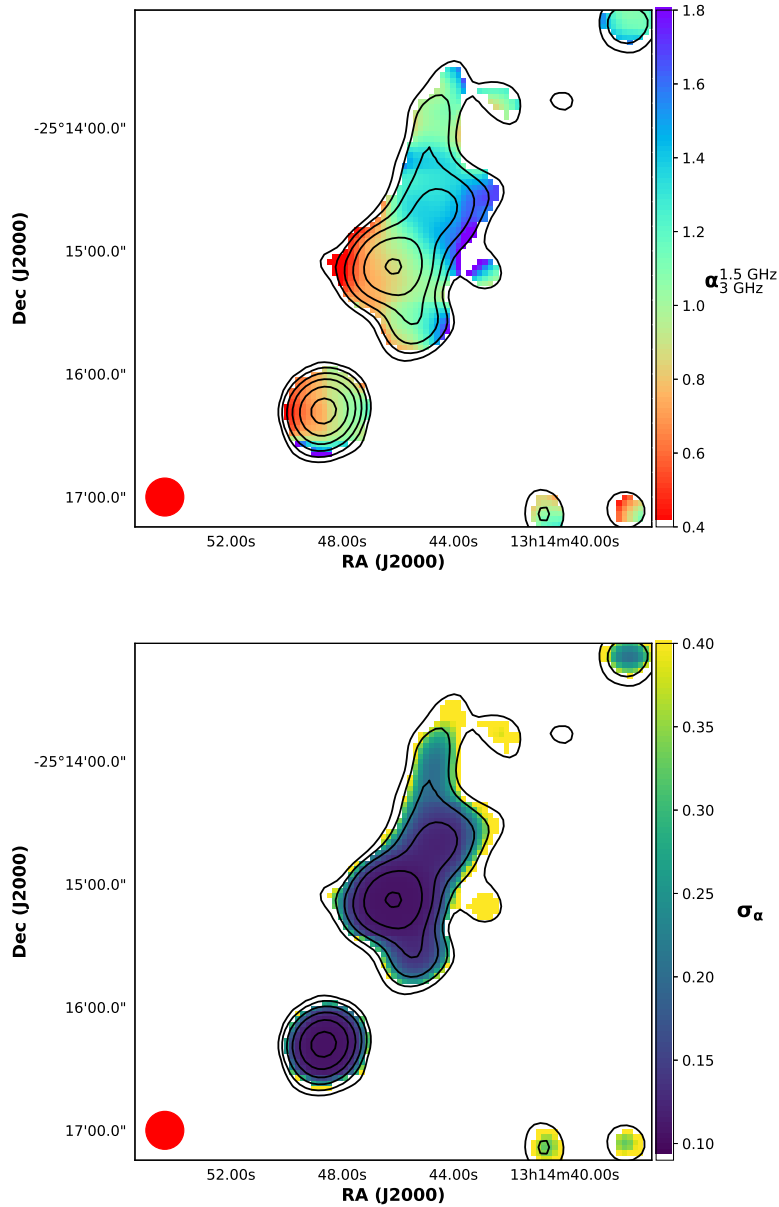 1.8
1.6
1.4
1.2
1.0
0.8
0.6
0.4
α 1.5 GHz
3 GHz
-25°14'00.0"
15'00.0"
16'00.0"
17'00.0"
Dec (J2000)
52.00s 48.00s 44.00s 13h14m40.00s
RA (J2000)
0.40
0.35
0.30
0.25
0.20
0.15
0.10
σα
-25°14'00.0"
15'00.0"
16'00.0"
17'00.0"
Dec (J2000)
52.00s 48.00s 44.00s 13h14m40.00s
RA (J2000)